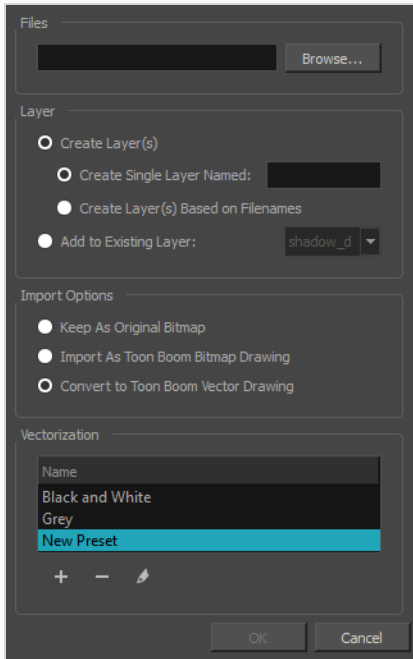 Files
Browse...
Layer
Create Layer(s)
Create Single Layer Named:
Create Layer(s) Based on Filenames
Add to Existing Layer: shadow_d
Import Options
Keep As Original Bitmap
Import As Toon Boom Bitmap Drawing
Convert to Toon Boom Vector Drawing
Vectorization
Name
Black and White
Grey
New Preset
OK Cancel